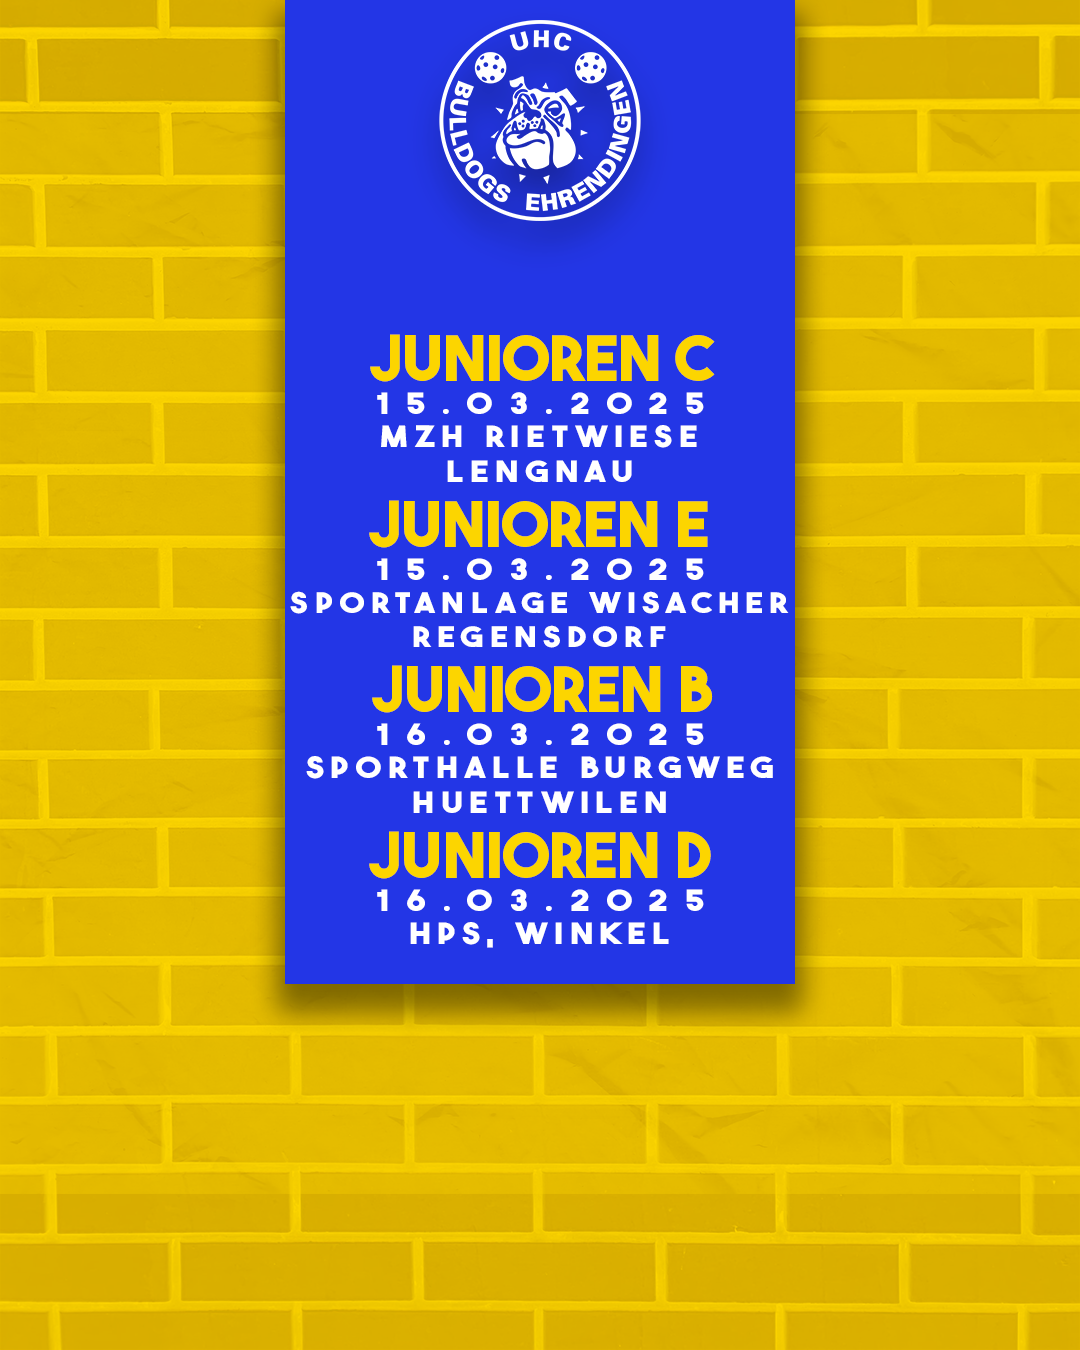 UHC
BULLDOGS EHRENDINGEN
JUNIOREN C
15.03.2025
MZH RIETWIESE
LENGNAU
JUNIOREN E
15.03.2025
SPORTANLAGE WISACHER
REGENSDORF
JUNIOREN B
16.03.2025
SPORTHALLE BURGWEG
HUETTWILEN
JUNIOREN D
16.03.2025
HPS, WINKEL